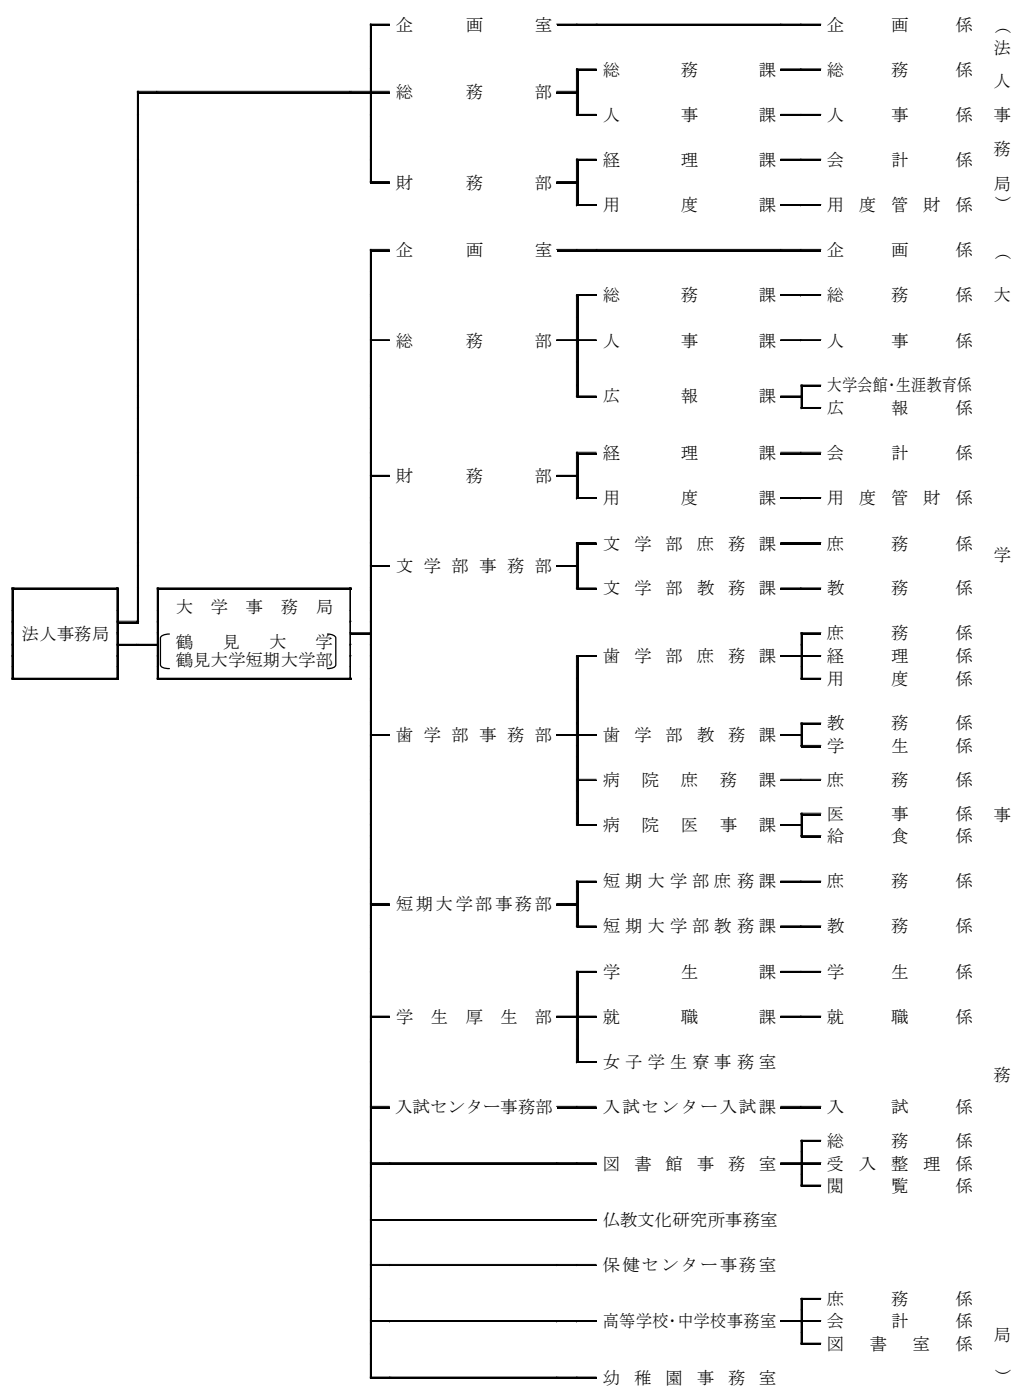 企画室 企画係
総務部 総務課 総務係
人事課 人事係
財務部 経理課 会計係
用度課 用度管財係
（法人事務局）
企画室 企画係
総務部 総務課 総務係
人事課 人事係
広報課 大学会館・生涯教育係
広報係
財務部 経理課 会計係
用度課 用度管財係
文学部事務部 文学部庶務課 庶務係
文学部教務課 教務係
法人事務局
大学事務局
鶴見大学
鶴見大学短期大学部
歯学部事務部 歯学部庶務課 庶務係
経理係
用度係
歯学部教務課 教務係
学生係
病院庶務課 庶務係
病院医事課 医事係
給食係
短期大学部事務部 短期大学部庶務課 庶務係
短期大学部教務課 教務係
学生厚生部 学生課 学生係
就職課 就職係
女子学生寮事務室
入試センター事務部 入試センター入試課 入試係
図書館事務室 総務係
受入整理係
閲覧係
仏教文化研究所事務室
保健センター事務室
高等学校・中学校事務室 庶務係
会計係
図書室係
幼稚園事務室
（大学事務局）